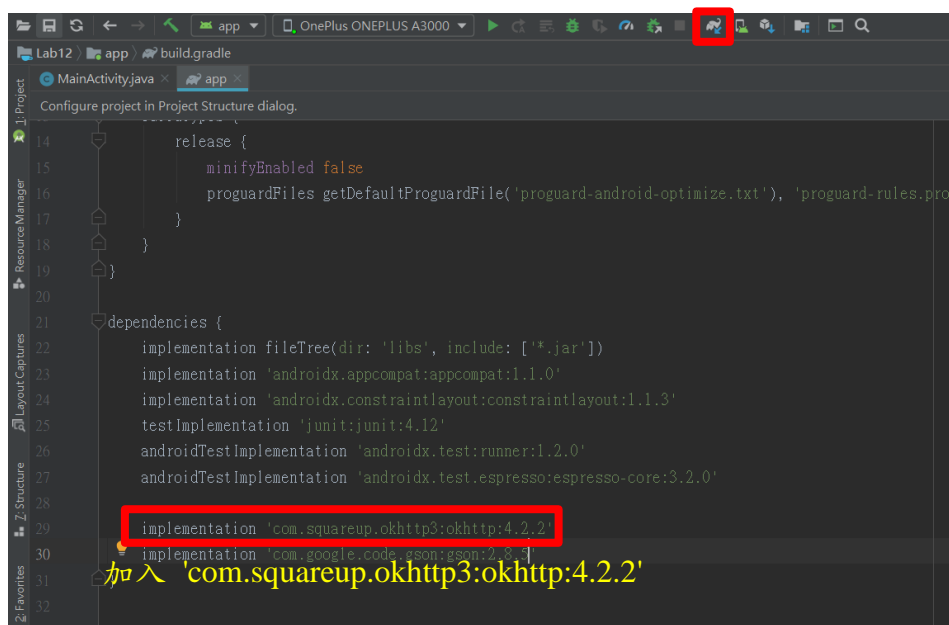 app
OnePlus ONEPLUS A3000
Lab12
app
build.gradle
MainActivity.java
app
Configure project in Project Structure dialog.
1: Project
Resource Manager
Layout Captures
Z: Structure
2: Favorites
14 release {
15 minifyEnabled false
16 proguardFiles getDefaultProguardFile('proguard-android-optimize.txt'), 'proguard-rules.pro
17 }
18 }
19 }
20
21 dependencies {
22 implementation fileTree(dir: 'libs', include: ['*.jar'])
23 implementation 'androidx.appcompat:appcompat:1.1.0'
24 implementation 'androidx.constraintlayout:constraintlayout:1.1.3'
25 testImplementation 'junit:junit:4.12'
26 androidTestImplementation 'androidx.test:runner:1.2.0'
27 androidTestImplementation 'androidx.test.espresso:espresso-core:3.2.0'
28
29 implementation 'com.squareup.okhttp3:okhttp:4.2.2'
30 implementation 'com.google.code.gson:gson:2.8.5'
31 }
加入 'com.squareup.okhttp3:okhttp:4.2.2'
32